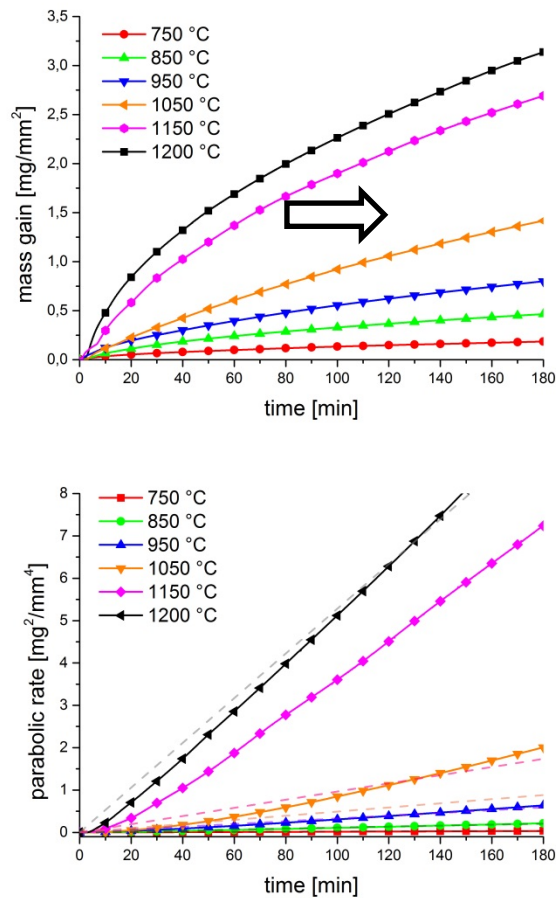 4,0
3,5
3,0
2,5
2,0
1,5
1,0
0,5
0,0
mass gain [mg/mm²]
750 °C
850 °C
950 °C
1050 °C
1150 °C
1200 °C
0 20 40 60 80 100 120 140 160 180
time [min]
8
7
6
5
4
3
2
1
0
parabolic rate [mg²/mm⁴]
750 °C
850 °C
950 °C
1050 °C
1150 °C
1200 °C
0 20 40 60 80 100 120 140 160 180
time [min]